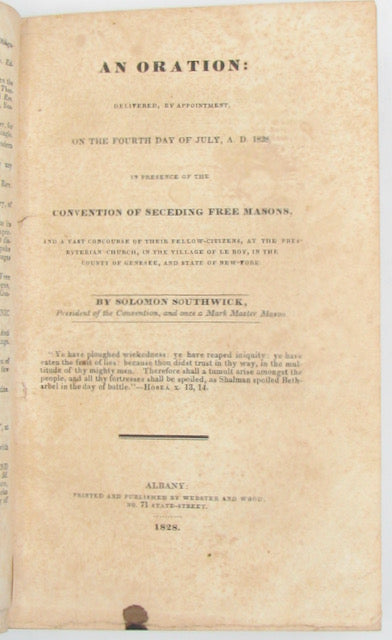 AN ORATION:
DELIVERED, BY APPOINTMENT,
ON THE FOURTH DAY OF JULY, A. D. 1828,
IN PRESENCE OF THE
CONVENTION OF SECEDING FREE MASONS,
AND A VAST CONCOURSE OF THEIR FELLOW-CITIZENS, AT THE PRES-
BYTERIAN CHURCH, IN THE VILLAGE OF LE ROY, IN THE
COUNTY OF GENESEE, AND STATE OF NEW-YORK
BY SOLOMON SOUTHWICK,
President of the Convention, and once a Mark Master Mason
"Ye have ploughed wickedness: ye have reaped iniquity: ye have
eaten the fruit of lies: because thou didst trust in thy way, in the mul-
titude of thy mighty men. Therefore shall a tumult arise amongst the
people, and all thy fortresses shall be spoiled, as Shalman spoiled Beth-
arbel in the day of battle."—HOSEA x. 13, 14.
ALBANY:
PRINTED AND PUBLISHED BY WEBSTER AND WOOD,
NO. 71 STATE-STREET.
1828.